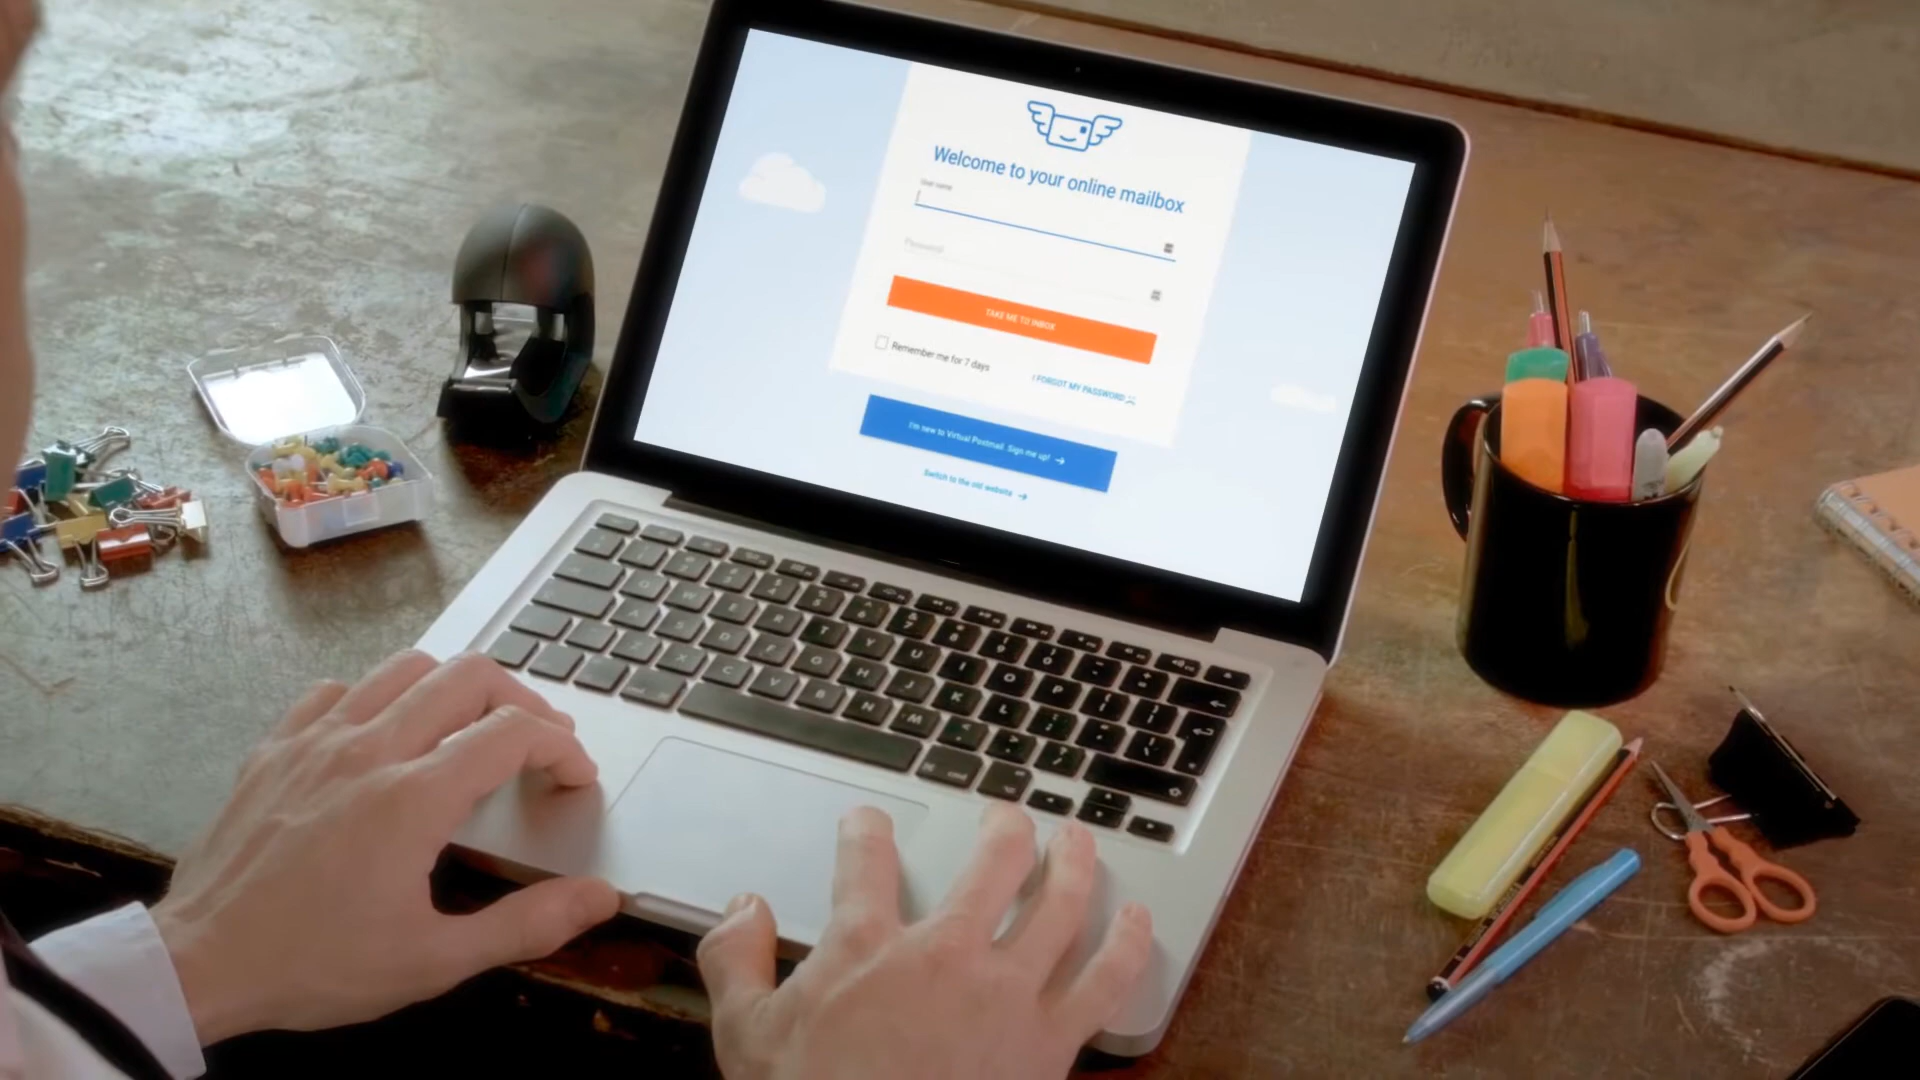 Welcome to your online mailbox
User name
Password
TAKE ME TO INBOX
Remember me for 7 days
I FORGOT MY PASSWORD
I'm new to Virtual Postmail. Sign me up! →
Switch to the old website →